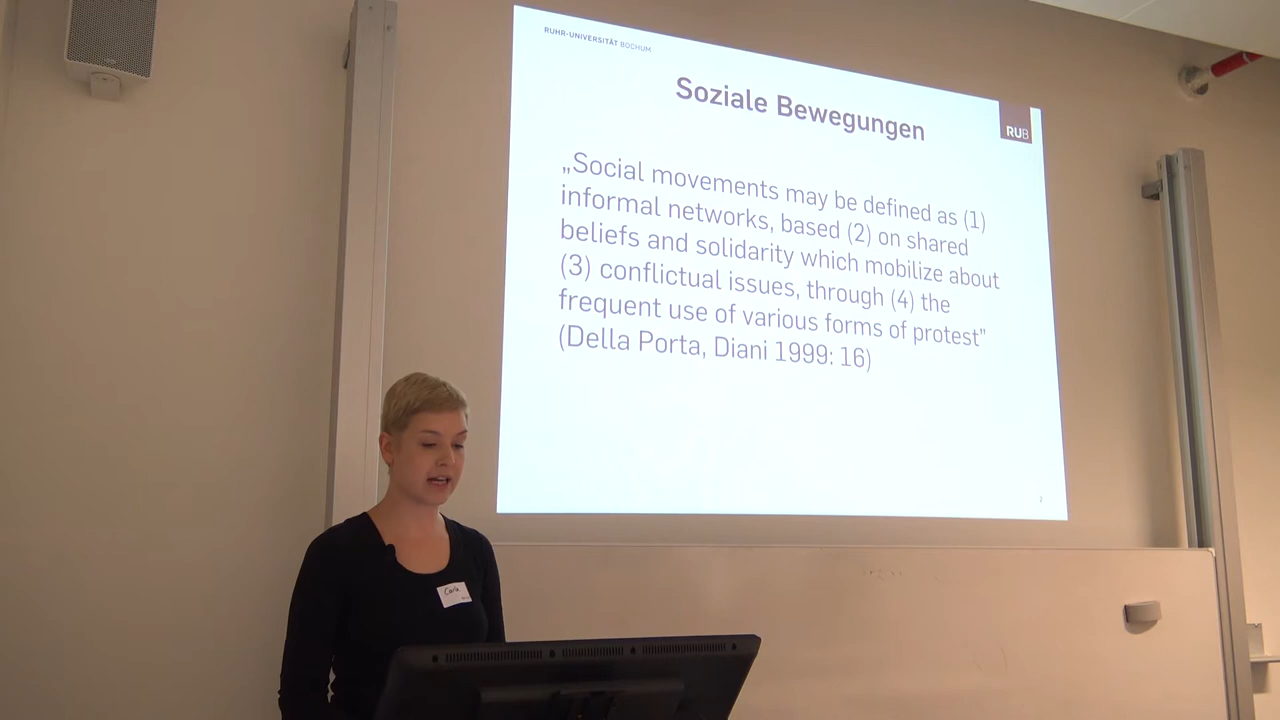 RUHR-UNIVERSITÄT BOCHUM
Soziale Bewegungen
RUB
„Social movements may be defined as (1)
informal networks, based (2) on shared
beliefs and solidarity which mobilize about
(3) conflictual issues, through (4) the
frequent use of various forms of protest”
(Della Porta, Diani 1999: 16)
2